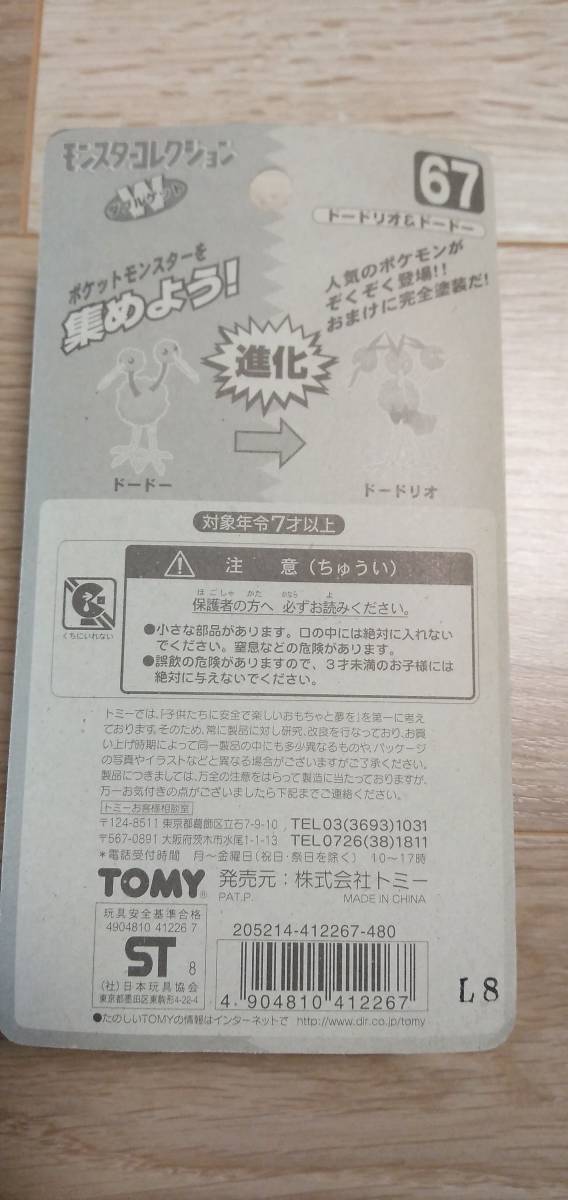 モンスターコレクション
W
ダブルゲット
67
ドードリオ&ドードー
ポケットモンスターを
集めよう!
人気のポケモンが
ぞくぞく登場!!
おまけに完全塗装だ!
進化
ドードー
ドードリオ
対象年令7才以上
くちにいれない
注 意(ちゅうい)
ほごしゃ かた かなら よ
保護者の方へ 必ずお読みください。
●小さな部品があります。口の中には絶対に入れない
でください。窒息などの危険があります。
●誤飲の危険がありますので、3才未満のお子様には
絶対に与えないでください。
トミーでは、「子供たちに安全で楽しいおもちゃと夢を」を第一に考え
ております。そのため、常に製品に対し研究、改良を行なっており、お買
い上げ時期によって同一製品の中にも多少異なるものや、パッケージ
の写真やイラストなどと異なる場合がございますがご了承ください。
製品につきましては、万全の注意をはらって製造に当たっておりますが、
万一お気付きの点がございましたら下記までご連絡ください。
トミーお客様相談室
〒124-8511 東京都葛飾区立石7-9-10 TEL03(3693)1031
〒567-0891 大阪府茨木市水尾1-1-13 TEL0726(38)1811
*電話受付時間 月〜金曜日(祝日・祭日を除く) 10〜17時
TOMY® 発売元:株式会社トミー
PAT.P. MADE IN CHINA
玩具安全基準合格
4904810 41226 7
ST 8
(社)日本玩具協会
東京都墨田区東駒形4-22-4
205214-412267-480
4 904810 412267
L8
●たのしいTOMYの情報はインターネットで http://www.dir.co.jp/tomy